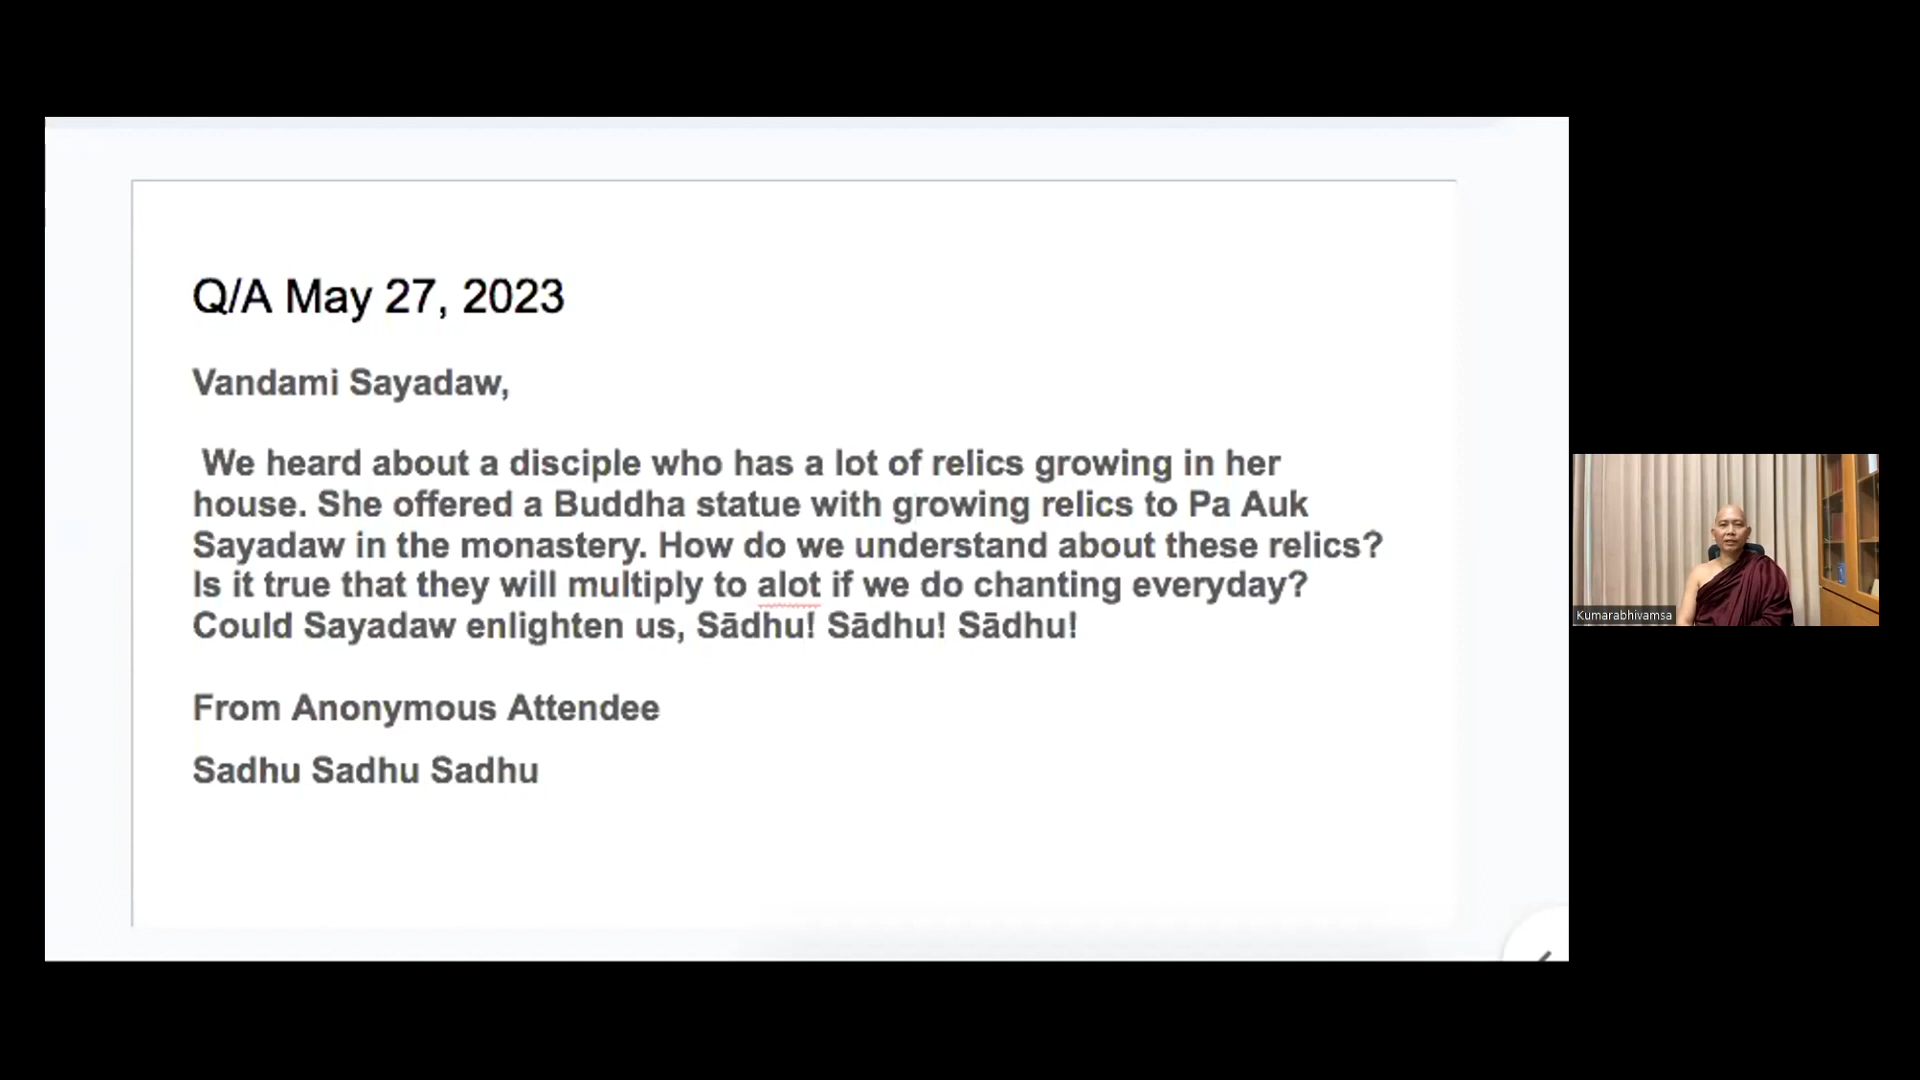 Q/A May 27, 2023
Vandami Sayadaw,
We heard about a disciple who has a lot of relics growing in her
house. She offered a Buddha statue with growing relics to Pa Auk
Sayadaw in the monastery. How do we understand about these relics?
Is it true that they will multiply to alot if we do chanting everyday?
Could Sayadaw enlighten us, Sādhu! Sādhu! Sādhu!
From Anonymous Attendee
Sadhu Sadhu Sadhu
Kumarabhivamsa